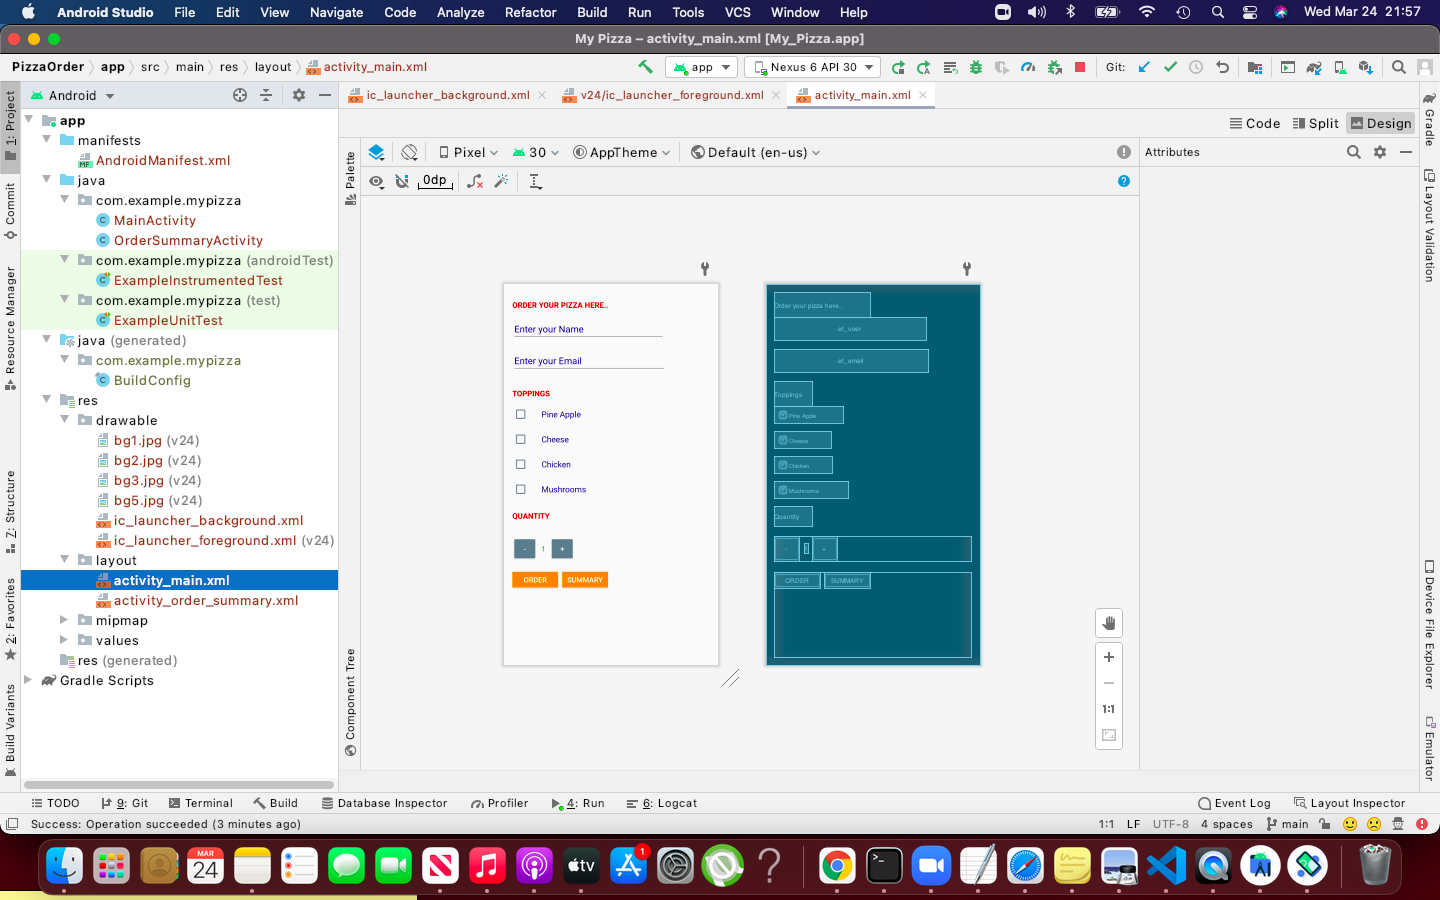 Android Studio File Edit View Navigate Code Analyze Refactor Build Run Tools VCS Window Help Wed Mar 24 21:57
My Pizza – activity_main.xml [My_Pizza.app]
PizzaOrder app src main res layout activity_main.xml app Nexus 6 API 30 Git:
Android ic_launcher_background.xml v24/ic_launcher_foreground.xml activity_main.xml
Code Split Design
Pixel 30 AppTheme Default (en-us) Attributes
0dp
1: Project
Commit
Resource Manager
Z: Structure
2: Favorites
Build Variants
app
manifests
AndroidManifest.xml
java
com.example.mypizza
MainActivity
OrderSummaryActivity
com.example.mypizza (androidTest)
ExampleInstrumentedTest
com.example.mypizza (test)
ExampleUnitTest
java (generated)
com.example.mypizza
BuildConfig
res
drawable
bg1.jpg (v24)
bg2.jpg (v24)
bg3.jpg (v24)
bg5.jpg (v24)
ic_launcher_background.xml
ic_launcher_foreground.xml (v24)
layout
activity_main.xml
activity_order_summary.xml
mipmap
values
res (generated)
Gradle Scripts
Palette
Component Tree
ORDER YOUR PIZZA HERE..
Enter your Name
Enter your Email
TOPPINGS
Pine Apple
Cheese
Chicken
Mushrooms
QUANTITY
- 1 +
ORDER SUMMARY
Order your pizza here..
et_user
et_email
Toppings
Pine Apple
Cheese
Chicken
Mushrooms
Quantity
- +
ORDER SUMMARY
1:1
Gradle
Layout Validation
Device File Explorer
Emulator
TODO 9: Git Terminal Build Database Inspector Profiler 4: Run 6: Logcat Event Log Layout Inspector
Success: Operation succeeded (3 minutes ago) 1:1 LF UTF-8 4 spaces main
MAR
24
tv
1